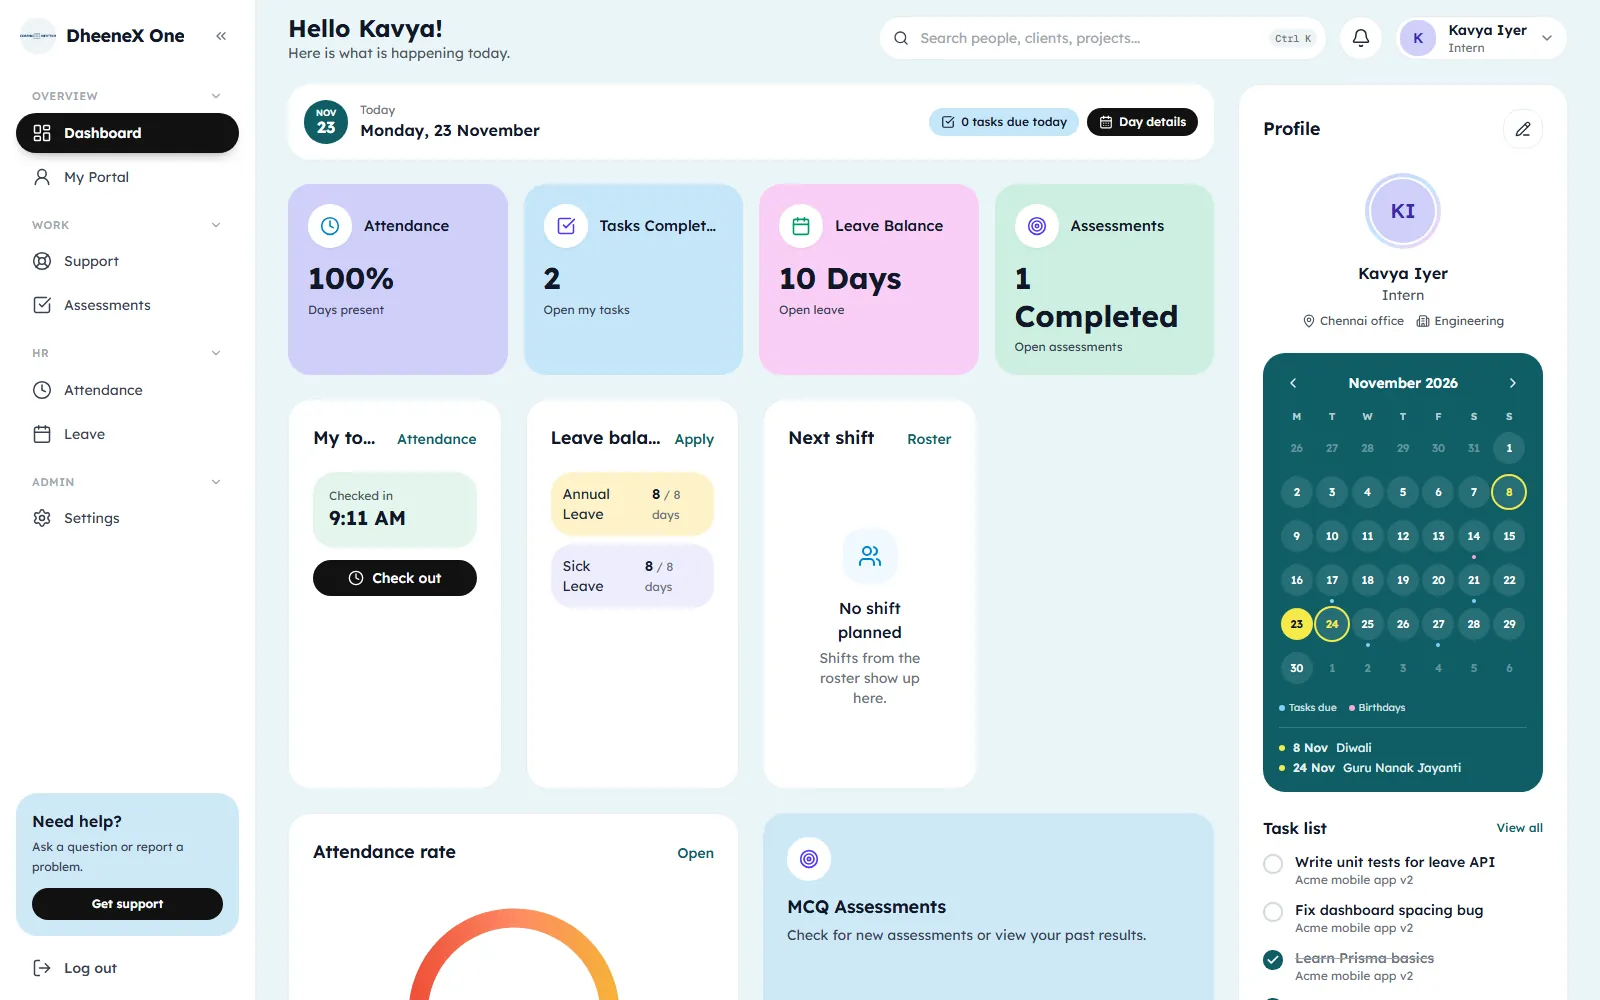 DheeneX One
OVERVIEW
Dashboard
My Portal
WORK
Support
Assessments
HR
Attendance
Leave
ADMIN
Settings
Need help?
Ask a question or report a
problem.
Get support
Log out
Hello Kavya!
Here is what is happening today.
Search people, clients, projects...
Ctrl K
K
Kavya Iyer
Intern
NOV
23
Today
Monday, 23 November
0 tasks due today
Day details
Attendance
100%
Days present
Tasks Complet...
2
Open my tasks
Leave Balance
10 Days
Open leave
Assessments
1
Completed
Open assessments
My to...
Attendance
Checked in
9:11 AM
Check out
Leave bala...
Apply
Annual
Leave
8 / 8
days
Sick
Leave
8 / 8
days
Next shift
Roster
No shift
planned
Shifts from the
roster show up
here.
Attendance rate
Open
MCQ Assessments
Check for new assessments or view your past results.
Profile
KI
Kavya Iyer
Intern
Chennai office
Engineering
November 2026
M T W T F S S
26 27 28 29 30 31 1
2 3 4 5 6 7 8
9 10 11 12 13 14 15
16 17 18 19 20 21 22
23 24 25 26 27 28 29
30 1 2 3 4 5 6
Tasks due
Birthdays
8 Nov Diwali
24 Nov Guru Nanak Jayanti
Task list
View all
Write unit tests for leave API
Acme mobile app v2
Fix dashboard spacing bug
Acme mobile app v2
Learn Prisma basics
Acme mobile app v2